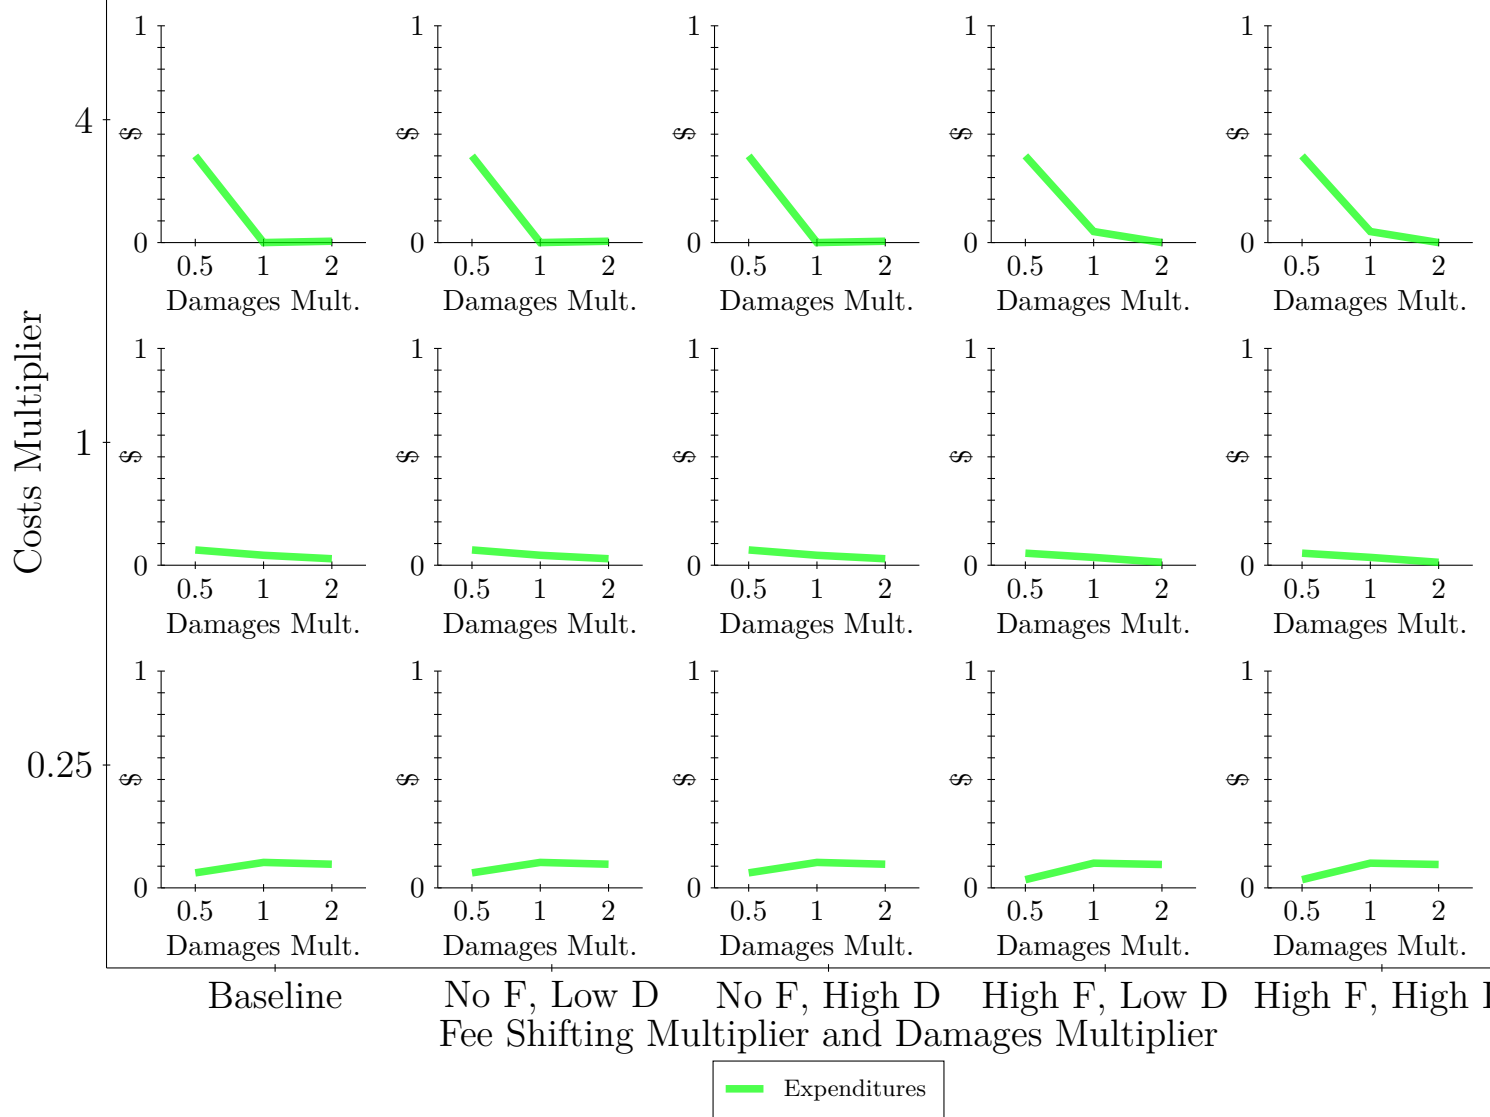 Costs Multiplier
4
1 1 1 1 1
$ $ $ $ $
0 0 0 0 0
0.5 1 2 0.5 1 2 0.5 1 2 0.5 1 2 0.5 1 2
Damages Mult. Damages Mult. Damages Mult. Damages Mult. Damages Mult.
1
1 1 1 1 1
$ $ $ $ $
0 0 0 0 0
0.5 1 2 0.5 1 2 0.5 1 2 0.5 1 2 0.5 1 2
Damages Mult. Damages Mult. Damages Mult. Damages Mult. Damages Mult.
0.25
1 1 1 1 1
$ $ $ $ $
0 0 0 0 0
0.5 1 2 0.5 1 2 0.5 1 2 0.5 1 2 0.5 1 2
Damages Mult. Damages Mult. Damages Mult. Damages Mult. Damages Mult.
Baseline No F, Low D No F, High D High F, Low D High F, High
Fee Shifting Multiplier and Damages Multiplier
Expenditures